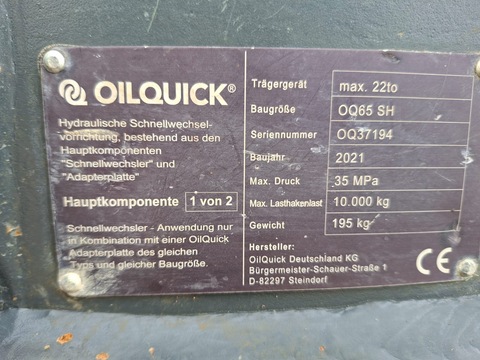 OILQUICK®
Hydraulische Schnellwechsel-
vorrichtung, bestehend aus den
Hauptkomponenten
"Schnellwechsler" und
"Adapterplatte"
Hauptkomponente 1 von 2
Schnellwechsler - Anwendung nur
in Kombination mit einer OilQuick
Adapterplatte des gleichen
Typs und gleicher Baugröße.
Trägergerät max. 22to
Baugröße OQ65 SH
Seriennummer OQ37194
Baujahr 2021
Max. Druck 35 MPa
Max. Lasthakenlast 10.000 kg
Gewicht 195 kg
Hersteller:
OilQuick Deutschland KG
Bürgermeister-Schauer-Straße 1
D-82297 Steindorf
CE